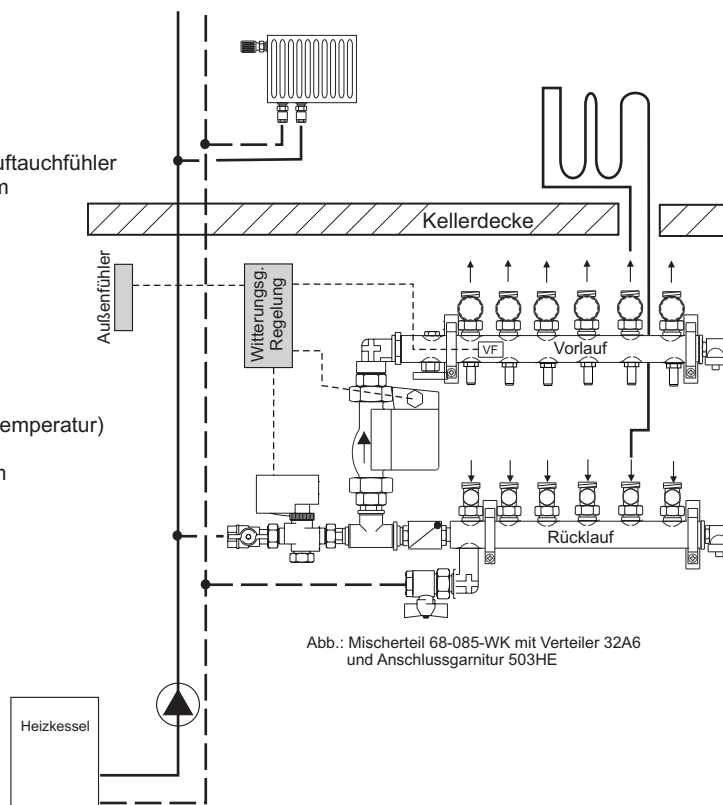 uftauchfühler
m
Kellerdecke
Außenfühler
Witterungsg.
Regelung
VF
Vorlauf
emperatur)
m
Rücklauf
Abb.: Mischerteil 68-085-WK mit Verteiler 32A6
und Anschlussgarnitur 503HE
Heizkessel